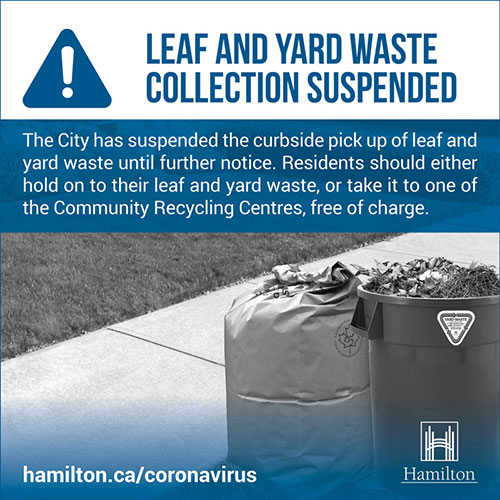 LEAF AND YARD WASTE
COLLECTION SUSPENDED
The City has suspended the curbside pick up of leaf and
yard waste until further notice. Residents should either
hold on to their leaf and yard waste, or take it to one of
the Community Recycling Centres, free of charge.
YARD WASTE
hamilton.ca/coronavirus
Hamilton